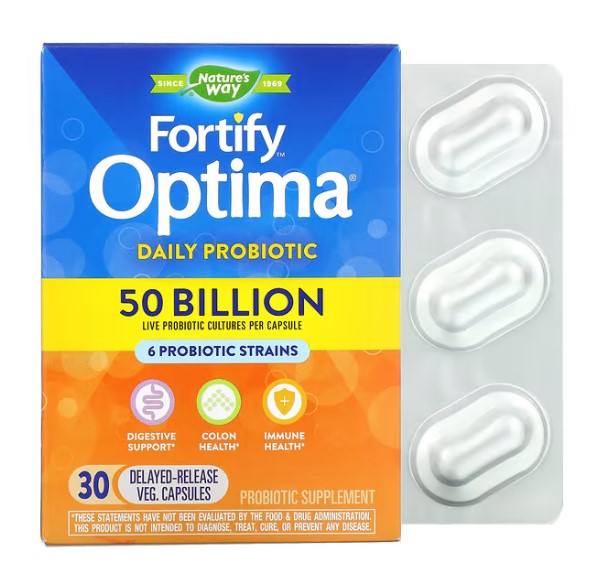 SINCE Nature's Way 1969
Fortify™
Optima®
DAILY PROBIOTIC
50 BILLION
LIVE PROBIOTIC CULTURES PER CAPSULE
6 PROBIOTIC STRAINS
DIGESTIVE SUPPORT*
COLON HEALTH*
IMMUNE HEALTH*
30 DELAYED-RELEASE VEG. CAPSULES
PROBIOTIC SUPPLEMENT
*THESE STATEMENTS HAVE NOT BEEN EVALUATED BY THE FOOD & DRUG ADMINISTRATION.
THIS PRODUCT IS NOT INTENDED TO DIAGNOSE, TREAT, CURE, OR PREVENT ANY DISEASE.